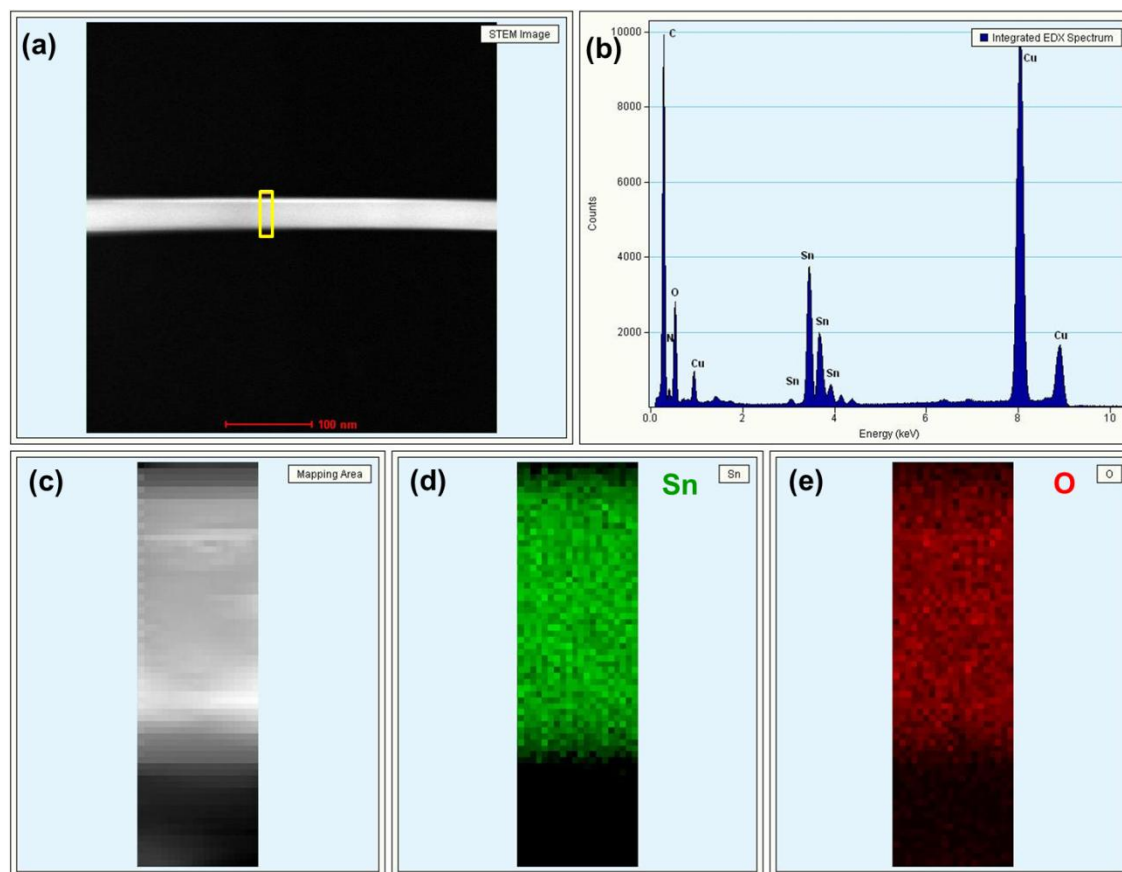 (a)
STEM Image
100 nm
(b)
Integrated EDX Spectrum
10000
8000
6000
4000
2000
Counts
C
O
N
Cu
Sn
Sn
Sn
Sn
Cu
Cu
0.0
2
4
6
8
10
Energy (keV)
(c)
Mapping Area
(d)
Sn
Sn
(e)
O
O